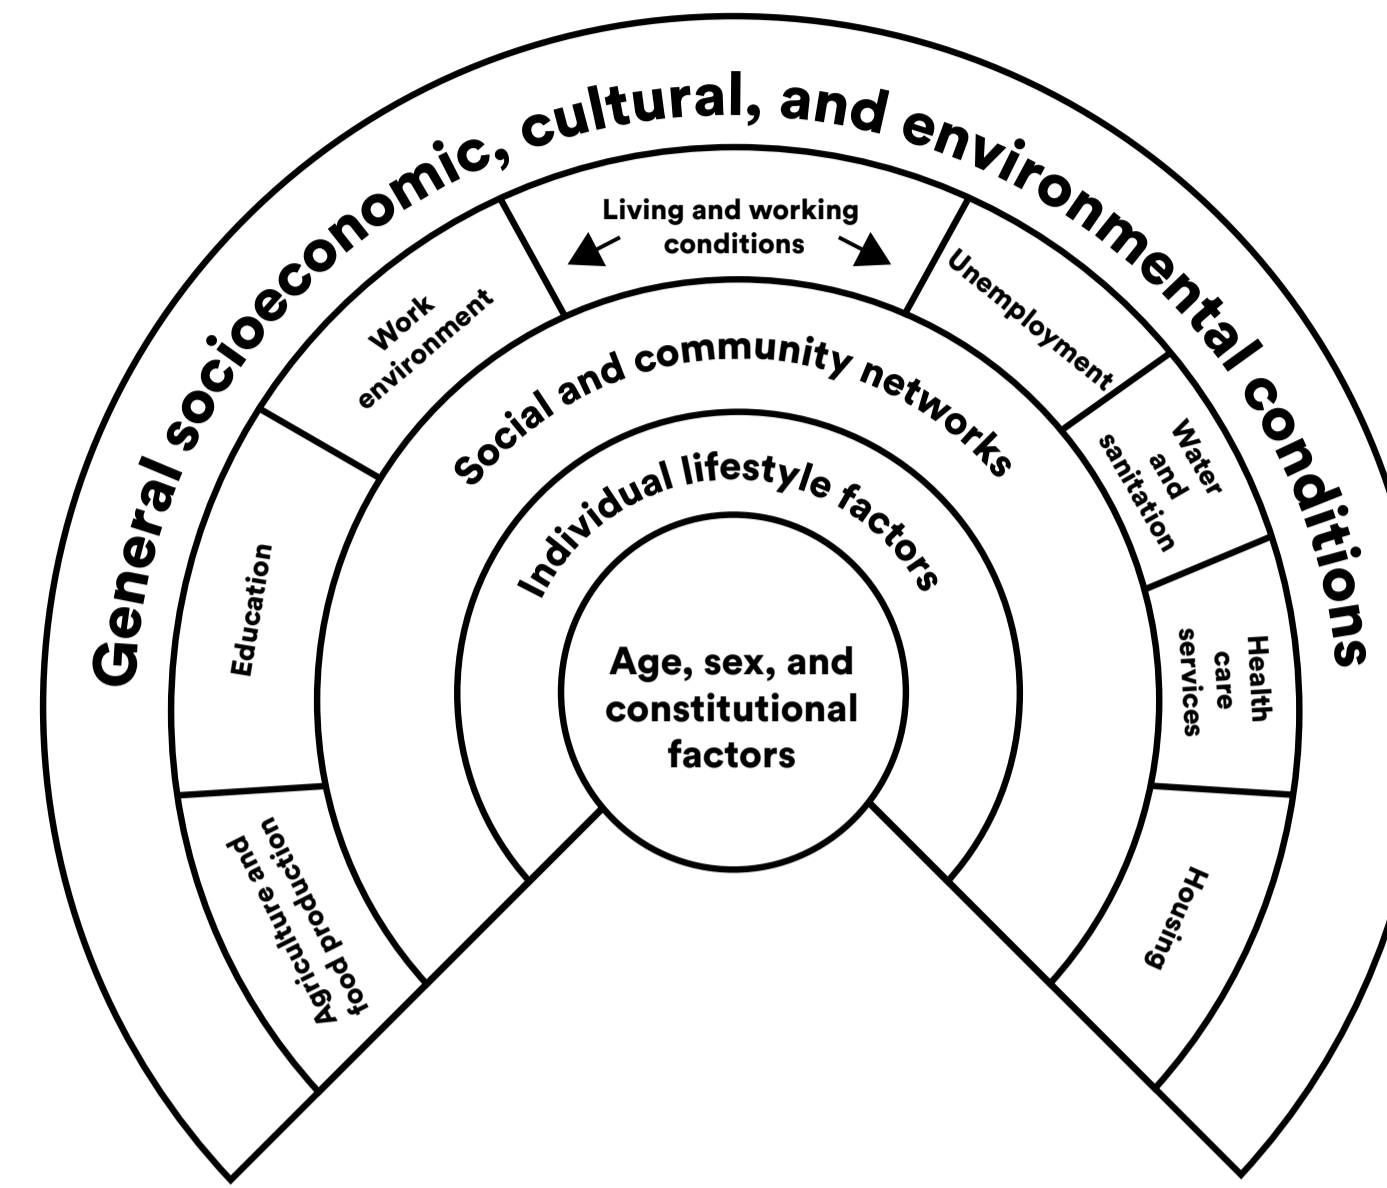 General socioeconomic, cultural, and environmental conditions
Living and working
conditions
Agriculture and
food production
Education
Work
environment
Unemployment
Water
and
sanitation
Health
care
services
Housing
Social and community networks
Individual lifestyle factors
Age, sex, and
constitutional
factors